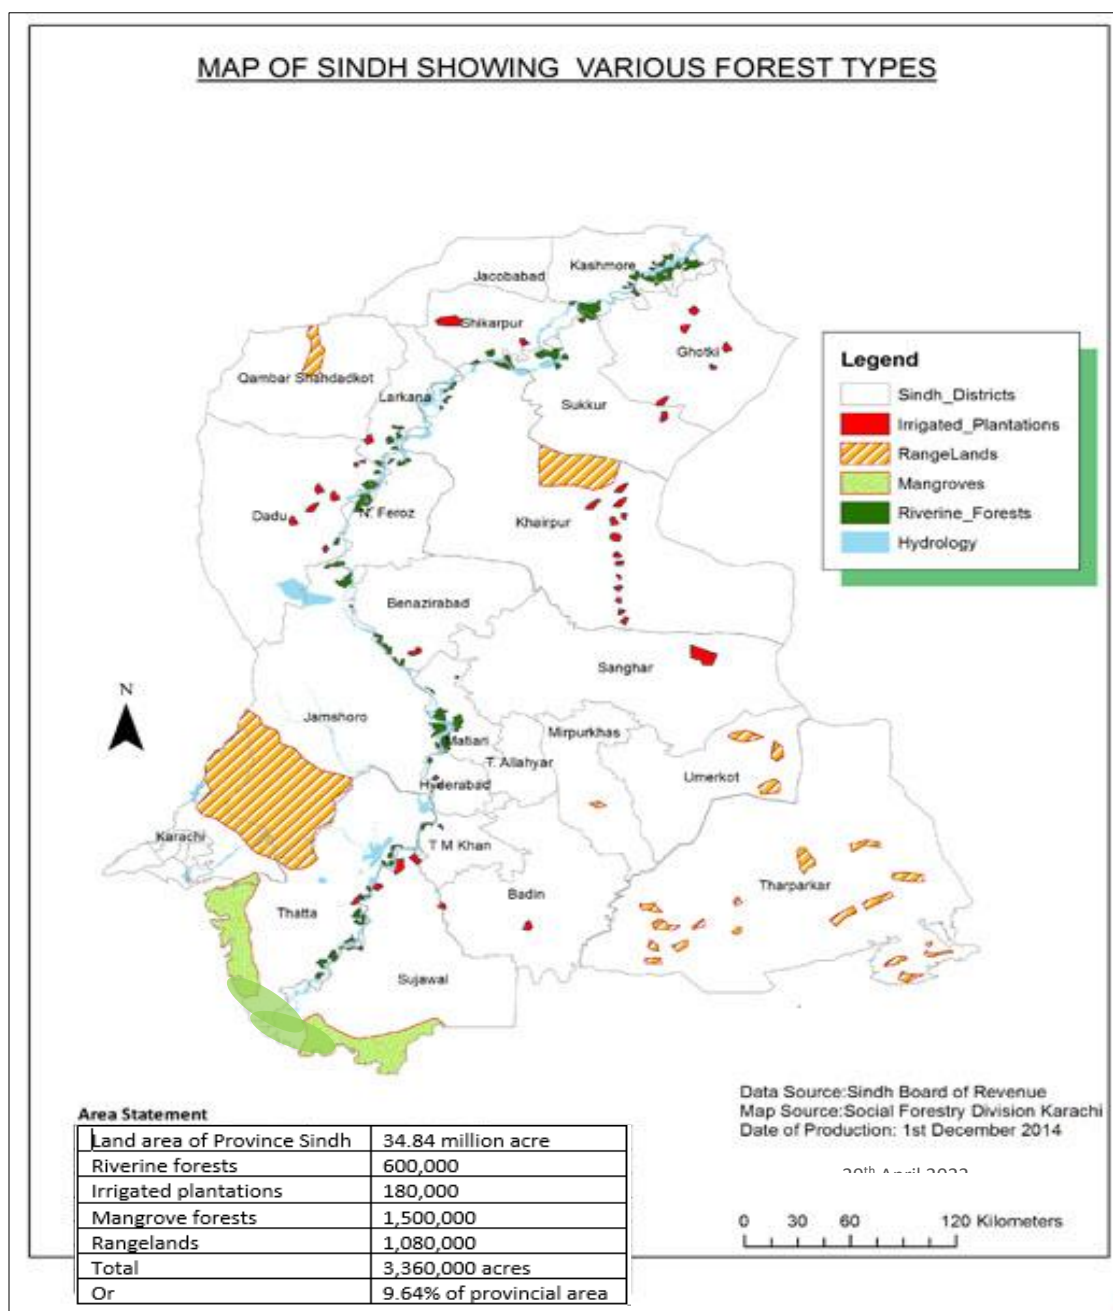 MAP OF SINDH SHOWING VARIOUS FOREST TYPES
Jacobabad
Kashmore
Shikarpur
Ghotki
Qambar Shahdadkot
Larkana
Sukkur
Dadu
N. Feroz
Khairpur
Benazirabad
Sanghar
N
Jamshoro
Matiari
Mirpurkhas
T. Allahyar
Umerkot
Hyderabad
Karachi
T M Khan
Tharparkar
Badin
Thatta
Sujawal
Legend
Sindh_Districts
Irrigated_Plantations
RangeLands
Mangroves
Riverine_Forests
Hydrology
Data Source:Sindh Board of Revenue
Map Source:Social Forestry Division Karachi
Date of Production: 1st December 2014
0 30 60 120 Kilometers
Area Statement
Land area of Province Sindh 34.84 million acre
Riverine forests 600,000
Irrigated plantations 180,000
Mangrove forests 1,500,000
Rangelands 1,080,000
Total 3,360,000 acres
Or 9.64% of provincial area